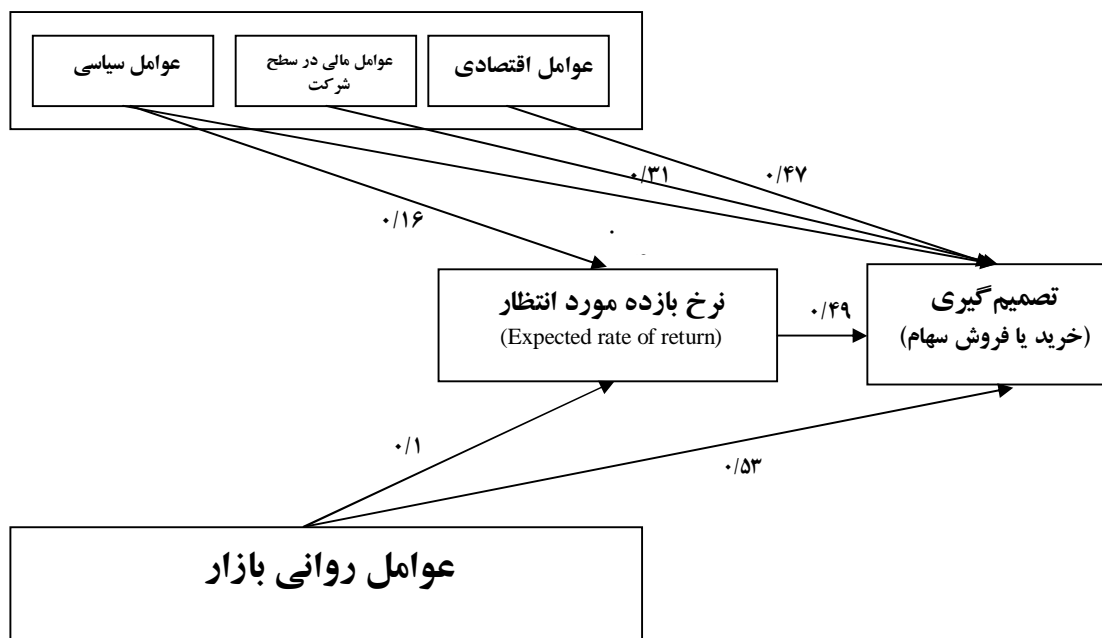 عوامل اقتصادی
عوامل مالی در سطح
شرکت
عوامل سیاسی
۰/۴۷
۰/۳۱
۰/۱۶
تصمیم‌گیری
(خرید یا فروش سهام)
۰/۴۹
نرخ بازده مورد انتظار
(Expected rate of return)
۰/۱
۰/۵۳
عوامل روانی بازار